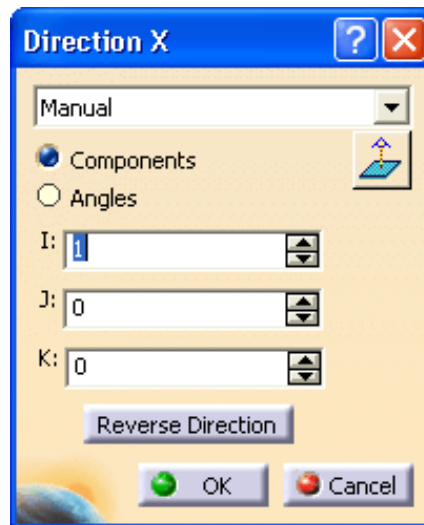 Direction X
Manual
Components
Angles
I: 1
J: 0
K: 0
Reverse Direction
OK Cancel